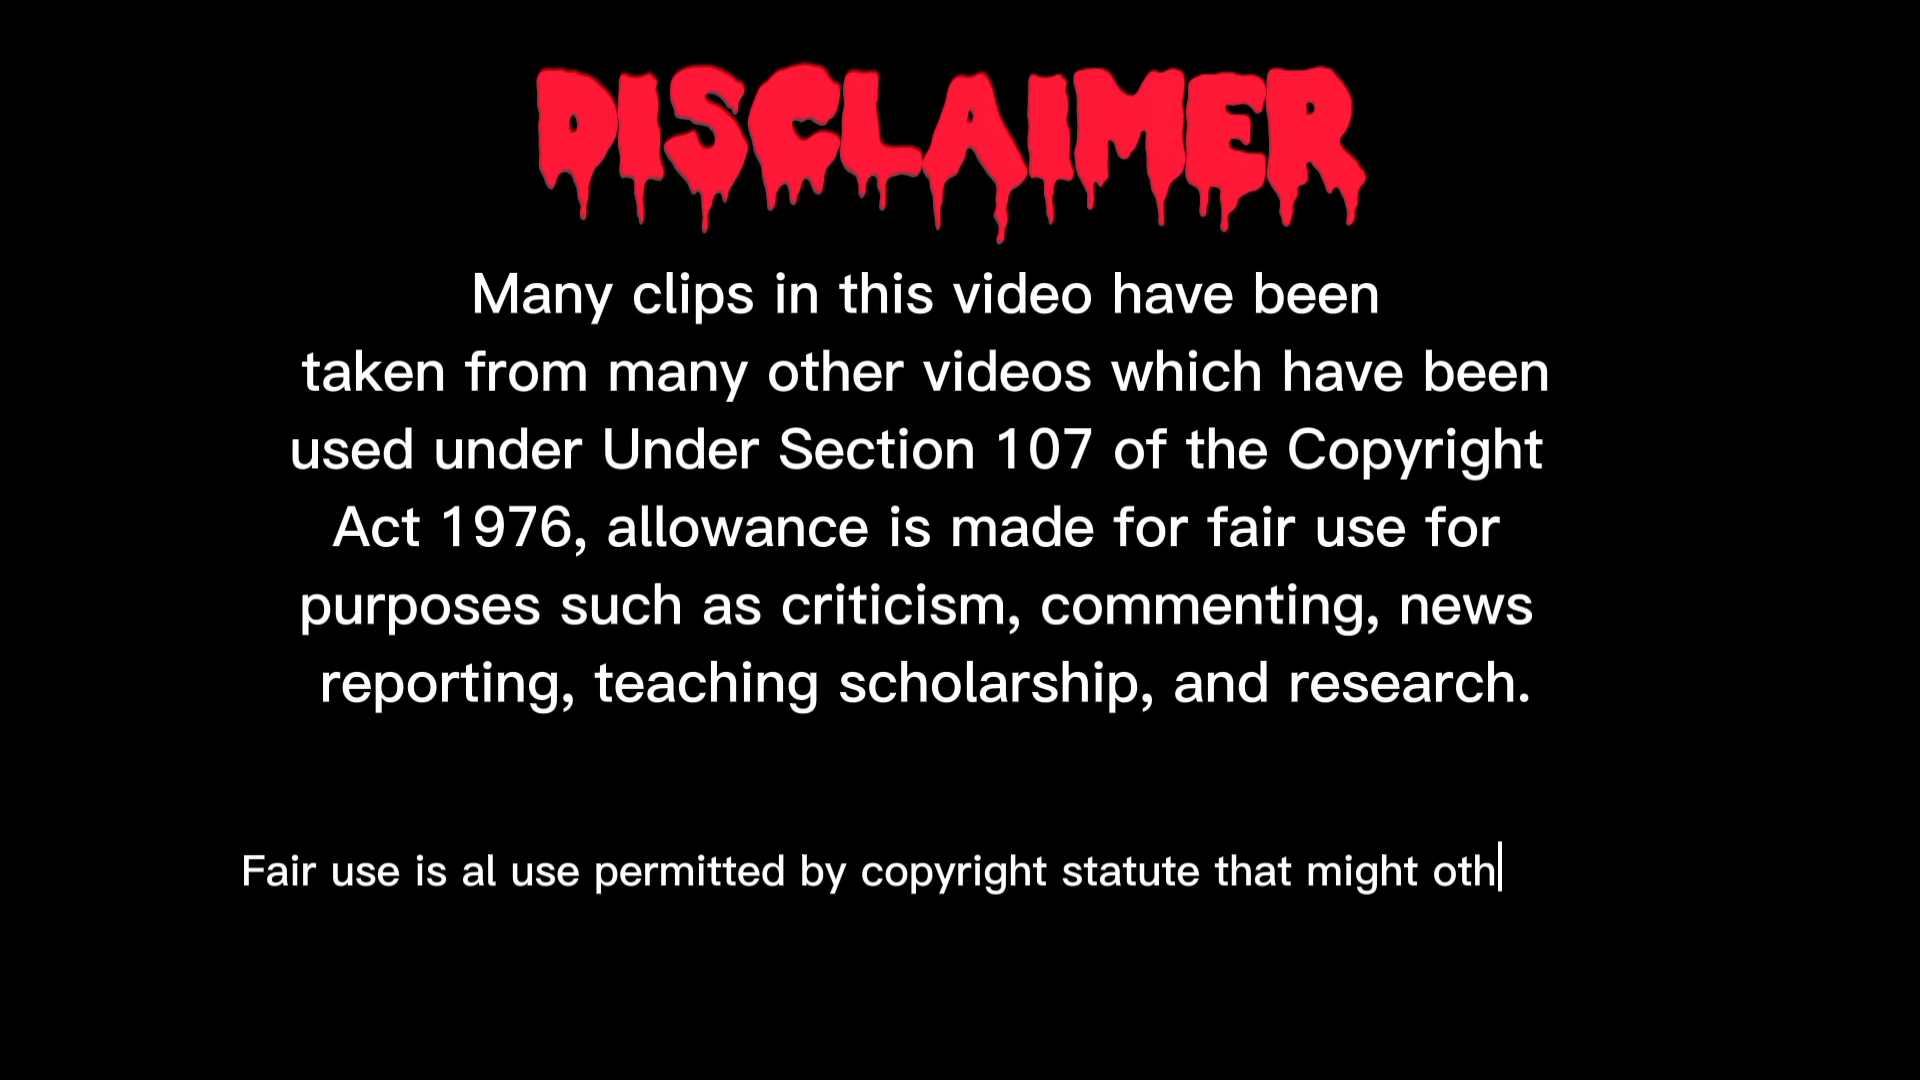 DISCLAIMER
Many clips in this video have been
taken from many other videos which have been
used under Under Section 107 of the Copyright
Act 1976, allowance is made for fair use for
purposes such as criticism, commenting, news
reporting, teaching scholarship, and research.
Fair use is al use permitted by copyright statute that might oth